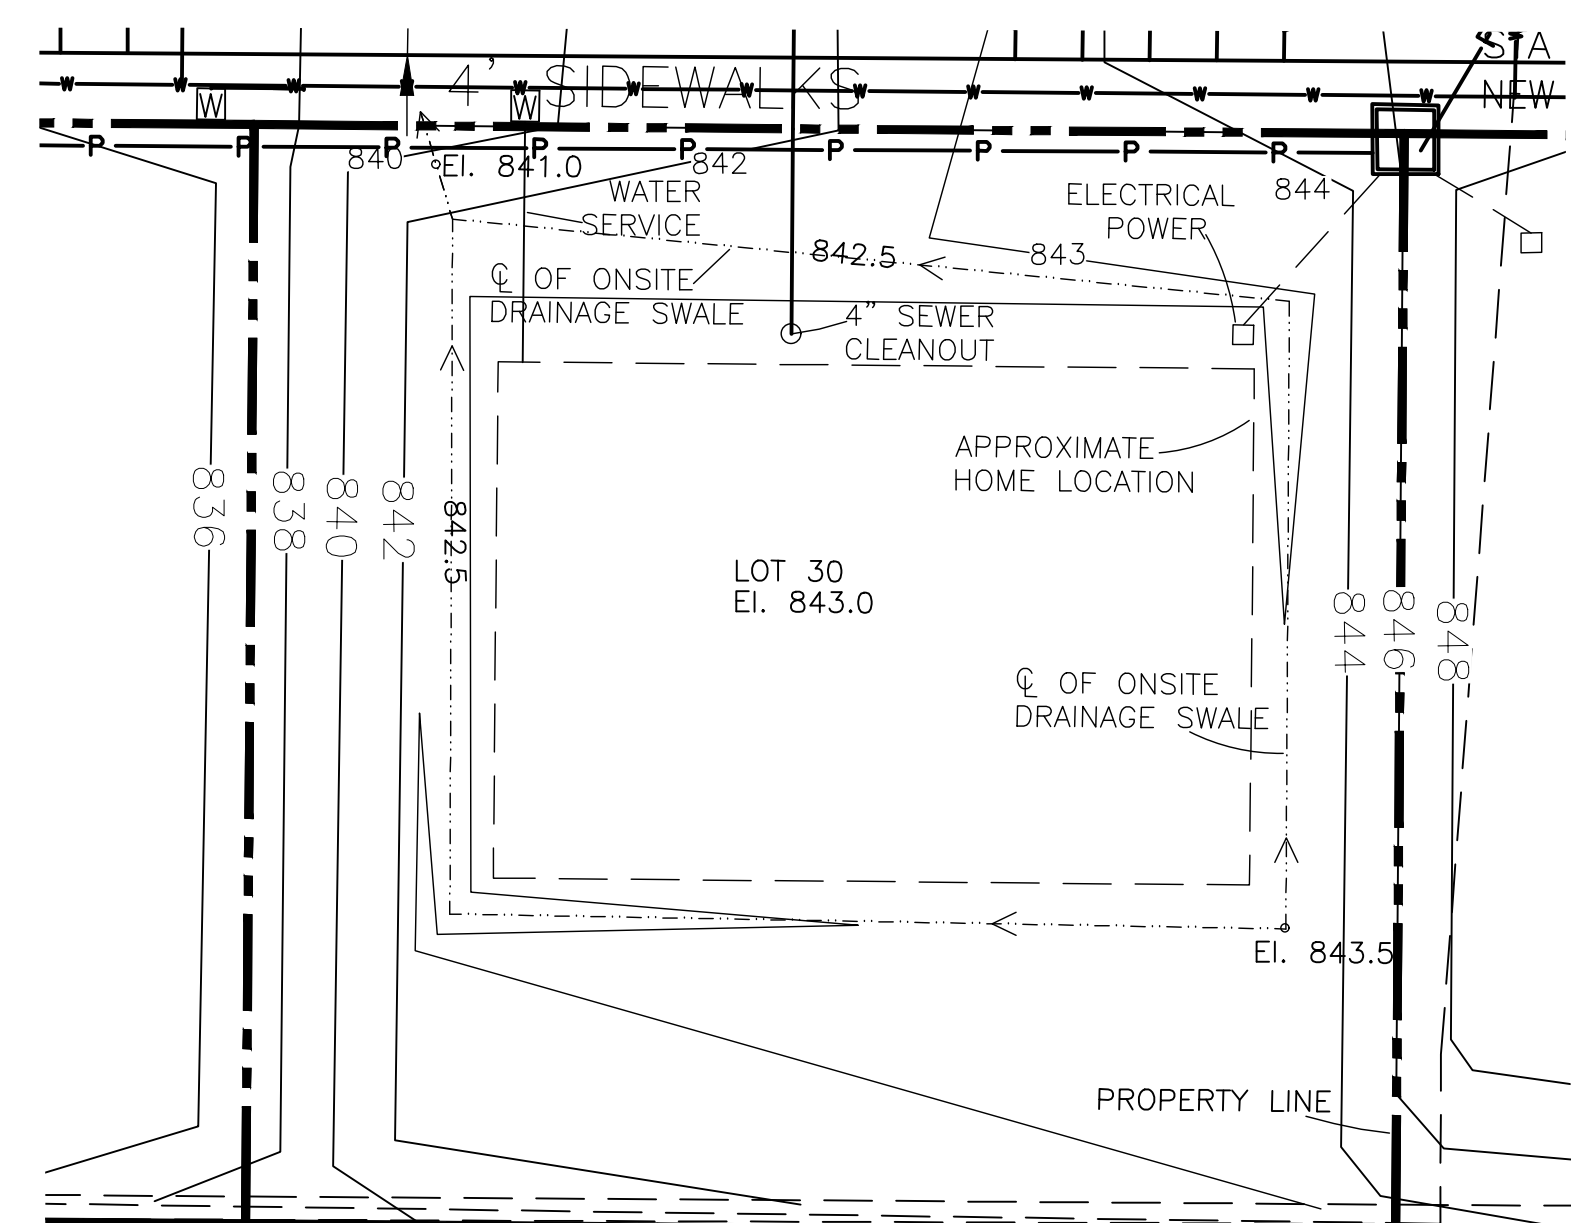 STA
4' SIDEWALKS
NEW
W W W W W W W W W W W W W
W W
P P P P P P P P P
840
El. 841.0
842
844
WATER
SERVICE
ELECTRICAL
POWER
842.5
843
℄ OF ONSITE
DRAINAGE SWALE
4" SEWER
CLEANOUT
APPROXIMATE
HOME LOCATION
836
838
840
842
842.5
LOT 30
El. 843.0
844
846
848
℄ OF ONSITE
DRAINAGE SWALE
El. 843.5
PROPERTY LINE